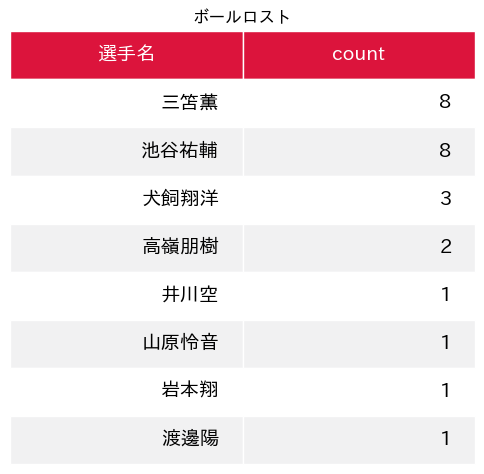 ボールロスト
選手名 count
三笘薫 8
池谷祐輔 8
犬飼翔洋 3
高嶺朋樹 2
井川空 1
山原怜音 1
岩本翔 1
渡邊陽 1